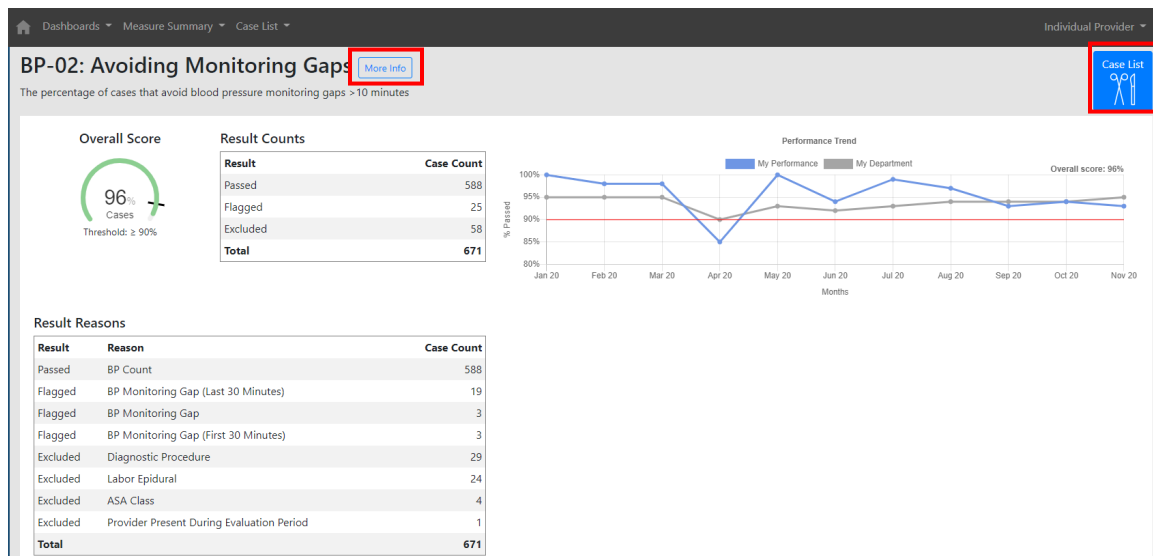 Dashboards Measure Summary Case List Individual Provider
BP-02: Avoiding Monitoring Gaps More Info
The percentage of cases that avoid blood pressure monitoring gaps >10 minutes
Case List
Overall Score
96%
Cases
Threshold: ≥ 90%
Result Counts
Result Case Count
Passed 588
Flagged 25
Excluded 58
Total 671
Performance Trend
My Performance My Department
Overall score: 96%
% Passed
100%
95%
90%
85%
80%
Jan 20 Feb 20 Mar 20 Apr 20 May 20 Jun 20 Jul 20 Aug 20 Sep 20 Oct 20 Nov 20
Months
Result Reasons
Result Reason Case Count
Passed BP Count 588
Flagged BP Monitoring Gap (Last 30 Minutes) 19
Flagged BP Monitoring Gap 3
Flagged BP Monitoring Gap (First 30 Minutes) 3
Excluded Diagnostic Procedure 29
Excluded Labor Epidural 24
Excluded ASA Class 4
Excluded Provider Present During Evaluation Period 1
Total 671